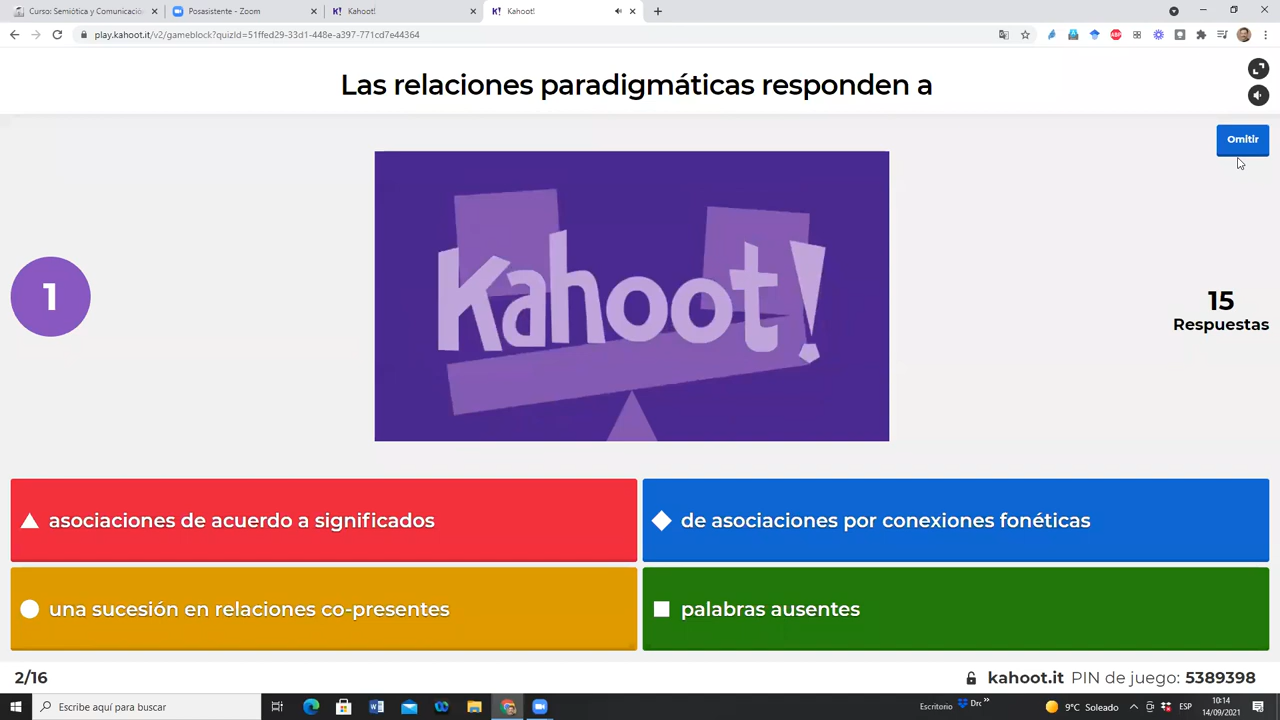 Curso: Semiótica y Comunicació
Posasistente - Zoom
Kahoot!
Kahoot!
play.kahoot.it/v2/gameblock?quizId=51ffed29-33d1-448e-a397-771cd7e44364
Las relaciones paradigmáticas responden a
Omitir
Kahoot!
1
15
Respuestas
asociaciones de acuerdo a significados
de asociaciones por conexiones fonéticas
una sucesión en relaciones co-presentes
palabras ausentes
2/16
kahoot.it PIN de juego: 5389398
Escribe aquí para buscar
Escritorio
Drc
9°C Soleado
ESP
10:14
14/09/2021